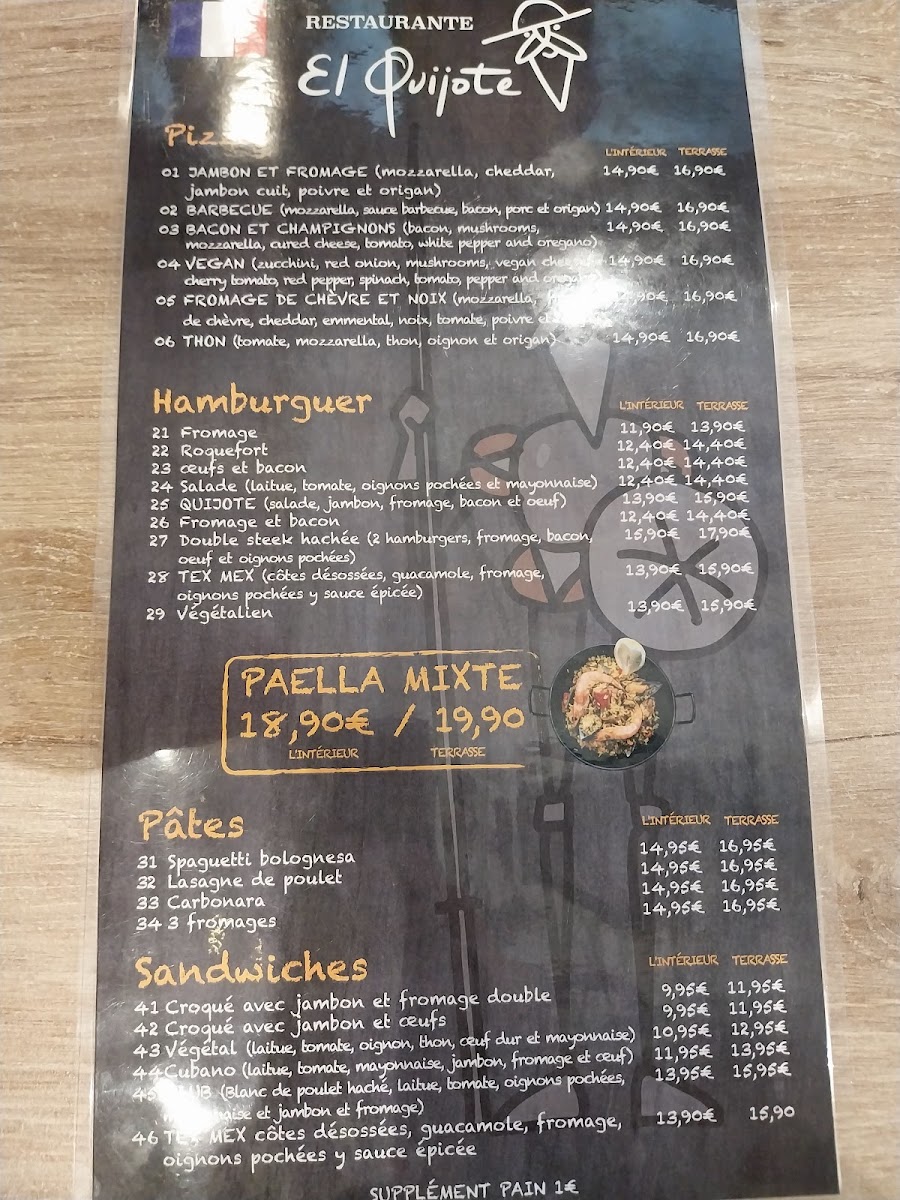 RESTAURANTE
El Quijote
L'INTÉRIEUR TERRASSE
01 JAMBON ET FROMAGE (mozzarella, cheddar, 14,90€ 16,90€
jambon cuit, poivre et origan)
02 BARBECUE (mozzarella, sauce barbecue, bacon, porc et origan) 14,90€ 16,90€
03 BACON ET CHAMPIGNONS (bacon, mushrooms, 14,90€ 16,90€
mozzarella, cured cheese, tomato, white pepper and oregano)
04 VEGAN (zucchini, red onion, mushrooms, vegan 14,90€ 16,90€
cherry tomato, red pepper, spinach, tomato, pepper and
05 FROMAGE DE CHÈVRE ET NOIX (mozzarella, 16,90€
de chèvre, cheddar, emmental, noix, tomate, poivre et
06 THON (tomate, mozzarella, thon, oignon et origan) 14,90€ 16,90€
Hamburguer L'INTÉRIEUR TERRASSE
21 Fromage 11,90€ 13,90€
22 Roquefort 12,40€ 14,40€
23 œufs et bacon 12,40€ 14,40€
24 Salade (laitue, tomate, oignons pochées et mayonnaise) 12,40€ 14,40€
25 QUIJOTE (salade, jambon, fromage, bacon et oeuf) 13,90€ 15,90€
26 Fromage et bacon 12,40€ 14,40€
27 Double steek hachée (2 hamburgers, fromage, bacon, 15,90€ 17,90€
oeuf et oignons pochées)
28 TEX MEX (côtes désossées, guacamole, fromage, 13,90€ 15,90€
oignons pochées y sauce épicée)
29 Végétalien 13,90€ 15,90€
PAELLA MIXTE
18,90€ / 19,90
L'INTÉRIEUR TERRASSE
Pâtes L'INTÉRIEUR TERRASSE
31 Spaguetti bolognesa 14,95€ 16,95€
32 Lasagne de poulet 14,95€ 16,95€
33 Carbonara 14,95€ 16,95€
34 3 fromages 14,95€ 16,95€
Sandwiches L'INTÉRIEUR TERRASSE
41 Croqué avec jambon et fromage double 9,95€ 11,95€
42 Croqué avec jambon et œufs 9,95€ 11,95€
43 Végétal (laitue, tomate, oignon, thon, œuf dur et mayonnaise) 10,95€ 12,95€
44 Cubano (laitue, tomate, mayonnaise, jambon, fromage et œuf) 11,95€ 13,95€
(Blanc de poulet haché, laitue, tomate, oignons pochées, 13,95€ 15,95€
et jambon et fromage)
46 TEX MEX côtes désossées, guacamole, fromage, 13,90€ 15,90
oignons pochées y sauce épicée
SUPPLÉMENT PAIN 1€